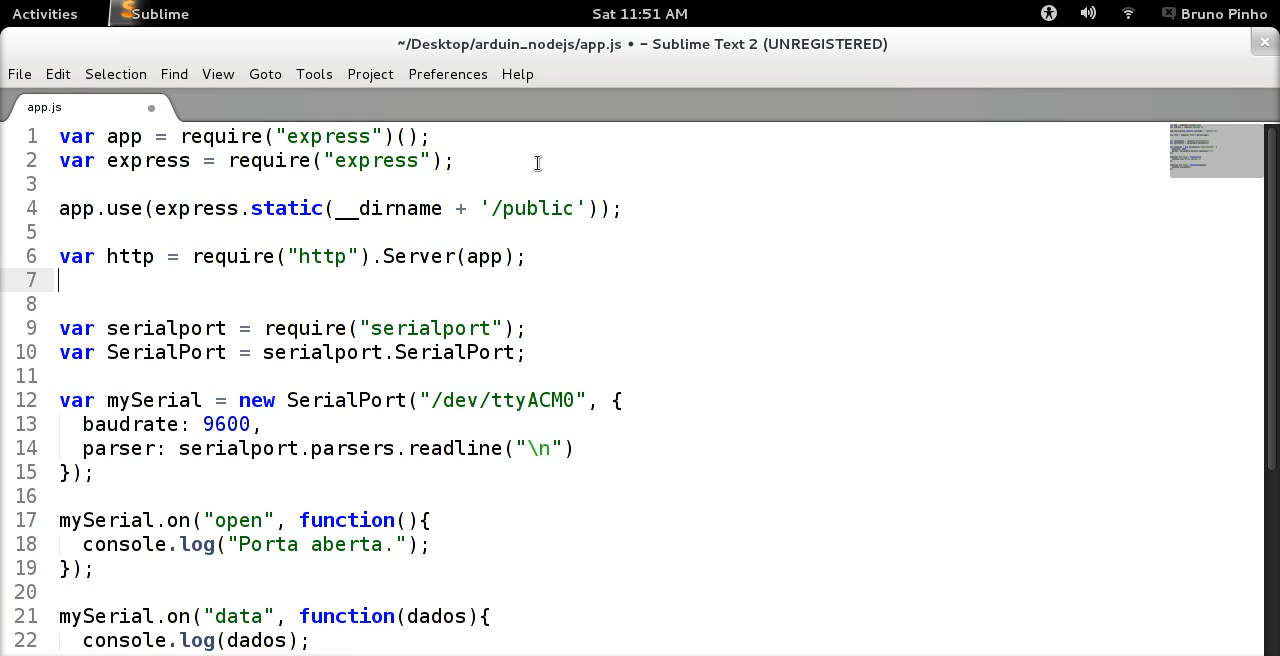 Activities Sublime Sat 11:51 AM Bruno Pinho
~/Desktop/arduin_nodejs/app.js • – Sublime Text 2 (UNREGISTERED)
File Edit Selection Find View Goto Tools Project Preferences Help
app.js
1 var app = require("express")();
2 var express = require("express");
3
4 app.use(express.static(__dirname + '/public'));
5
6 var http = require("http").Server(app);
7
8
9 var serialport = require("serialport");
10 var SerialPort = serialport.SerialPort;
11
12 var mySerial = new SerialPort("/dev/ttyACM0", {
13 baudrate: 9600,
14 parser: serialport.parsers.readline("\n")
15 });
16
17 mySerial.on("open", function(){
18 console.log("Porta aberta.");
19 });
20
21 mySerial.on("data", function(dados){
22 console.log(dados);